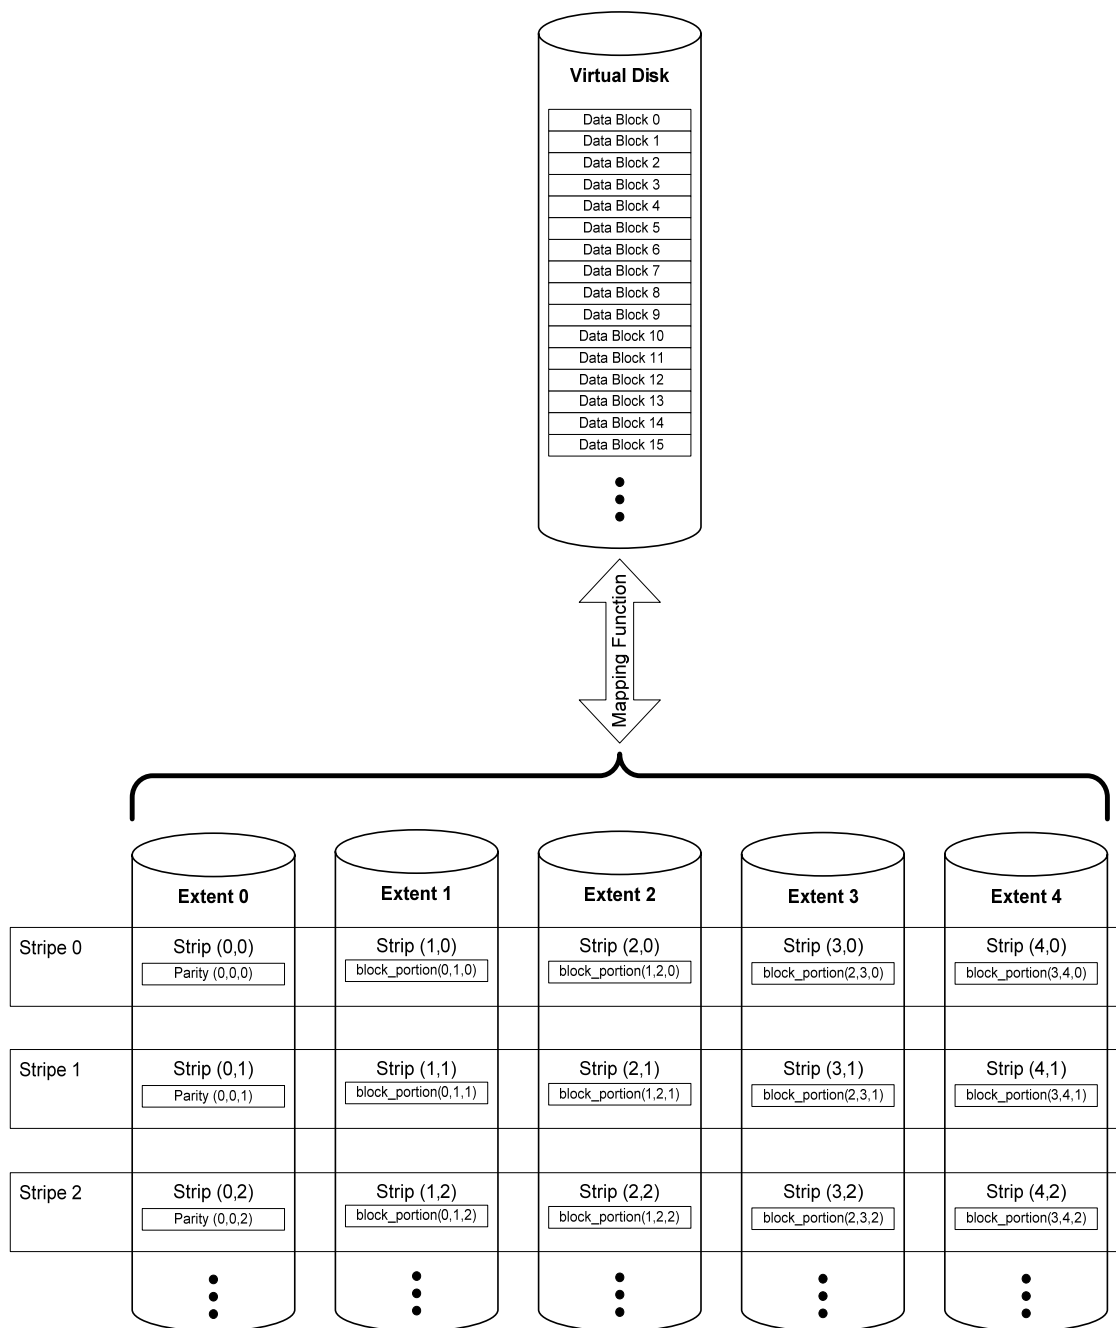 Virtual Disk
Data Block 0
Data Block 1
Data Block 2
Data Block 3
Data Block 4
Data Block 5
Data Block 6
Data Block 7
Data Block 8
Data Block 9
Data Block 10
Data Block 11
Data Block 12
Data Block 13
Data Block 14
Data Block 15
Mapping Function
Extent 0
Extent 1
Extent 2
Extent 3
Extent 4
Stripe 0
Strip (0,0)
Parity (0,0,0)
Strip (1,0)
block_portion(0,1,0)
Strip (2,0)
block_portion(1,2,0)
Strip (3,0)
block_portion(2,3,0)
Strip (4,0)
block_portion(3,4,0)
Stripe 1
Strip (0,1)
Parity (0,0,1)
Strip (1,1)
block_portion(0,1,1)
Strip (2,1)
block_portion(1,2,1)
Strip (3,1)
block_portion(2,3,1)
Strip (4,1)
block_portion(3,4,1)
Stripe 2
Strip (0,2)
Parity (0,0,2)
Strip (1,2)
block_portion(0,1,2)
Strip (2,2)
block_portion(1,2,2)
Strip (3,2)
block_portion(2,3,2)
Strip (4,2)
block_portion(3,4,2)